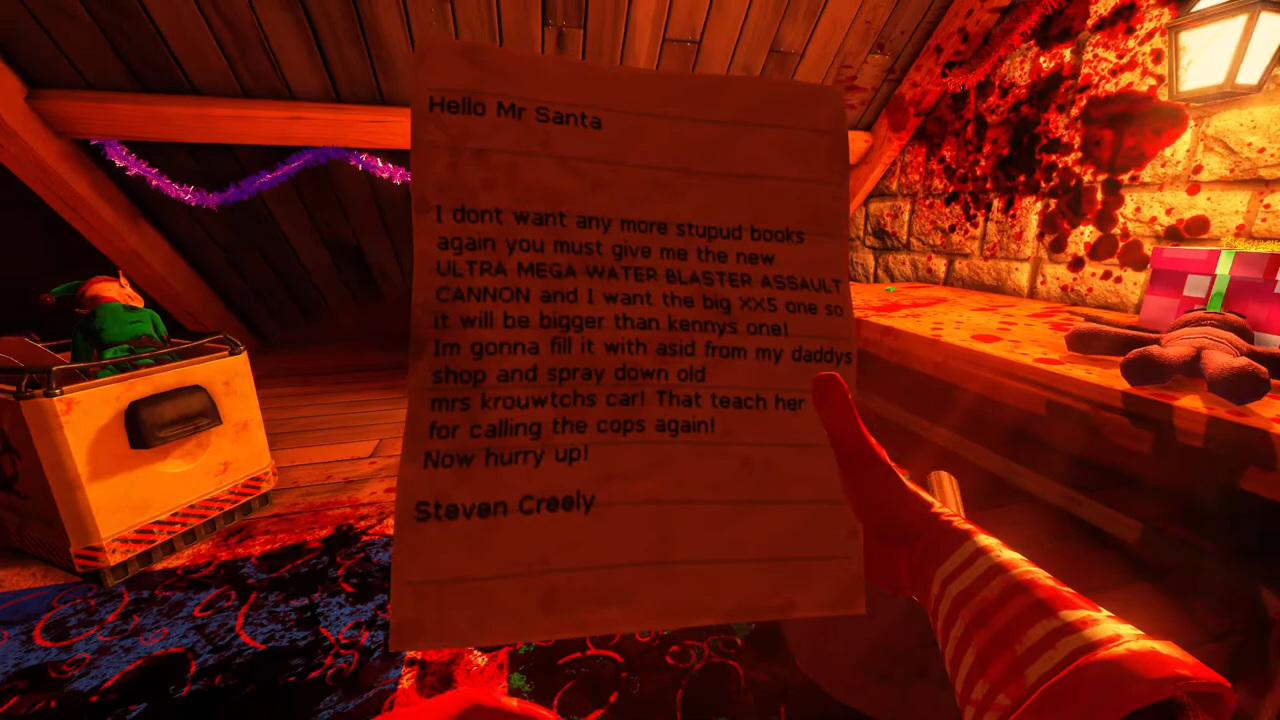 Hello Mr Santa
I dont want any more stupud books
again you must give me the new
ULTRA MEGA WATER BLASTER ASSAULT
CANNON and I want the big XX5 one so
it will be bigger than kennys one!
Im gonna fill it with asid from my daddys
shop and spray down old
mrs krouwtchs car! That teach her
for calling the cops again!
Now hurry up!
Steven Creely